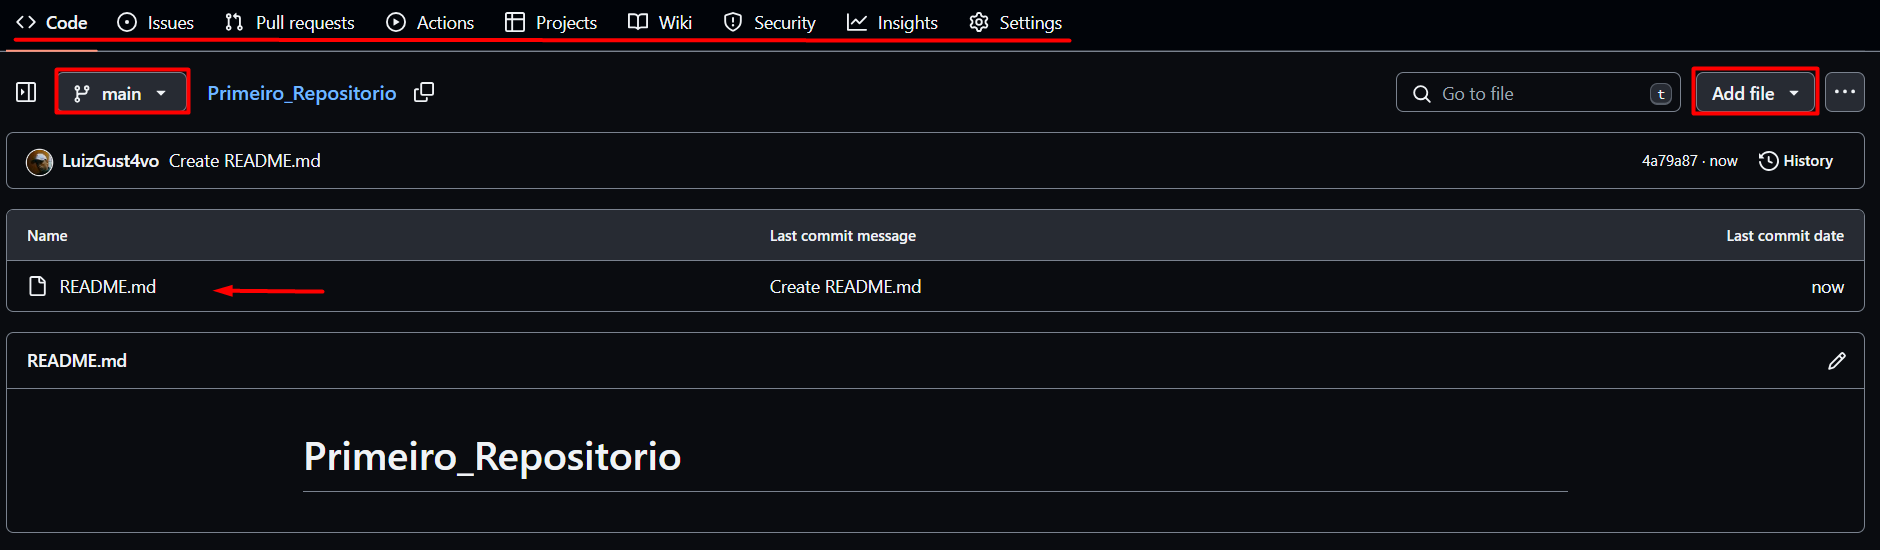 Code Issues Pull requests Actions Projects Wiki Security Insights Settings
main Primeiro_Repositorio Go to file t Add file ...
LuizGust4vo Create README.md 4a79a87 · now History
Name Last commit message Last commit date
README.md Create README.md now
README.md
Primeiro_Repositorio